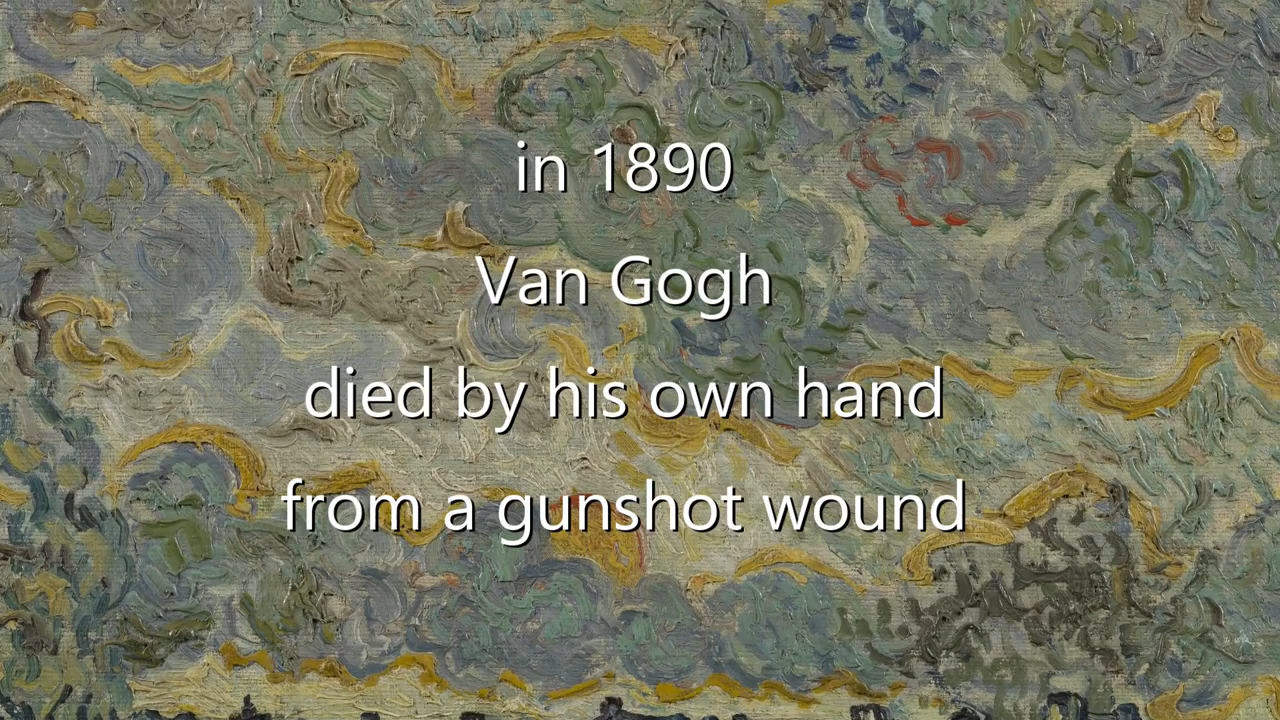 in 1890
Van Gogh
died by his own hand
from a gunshot wound